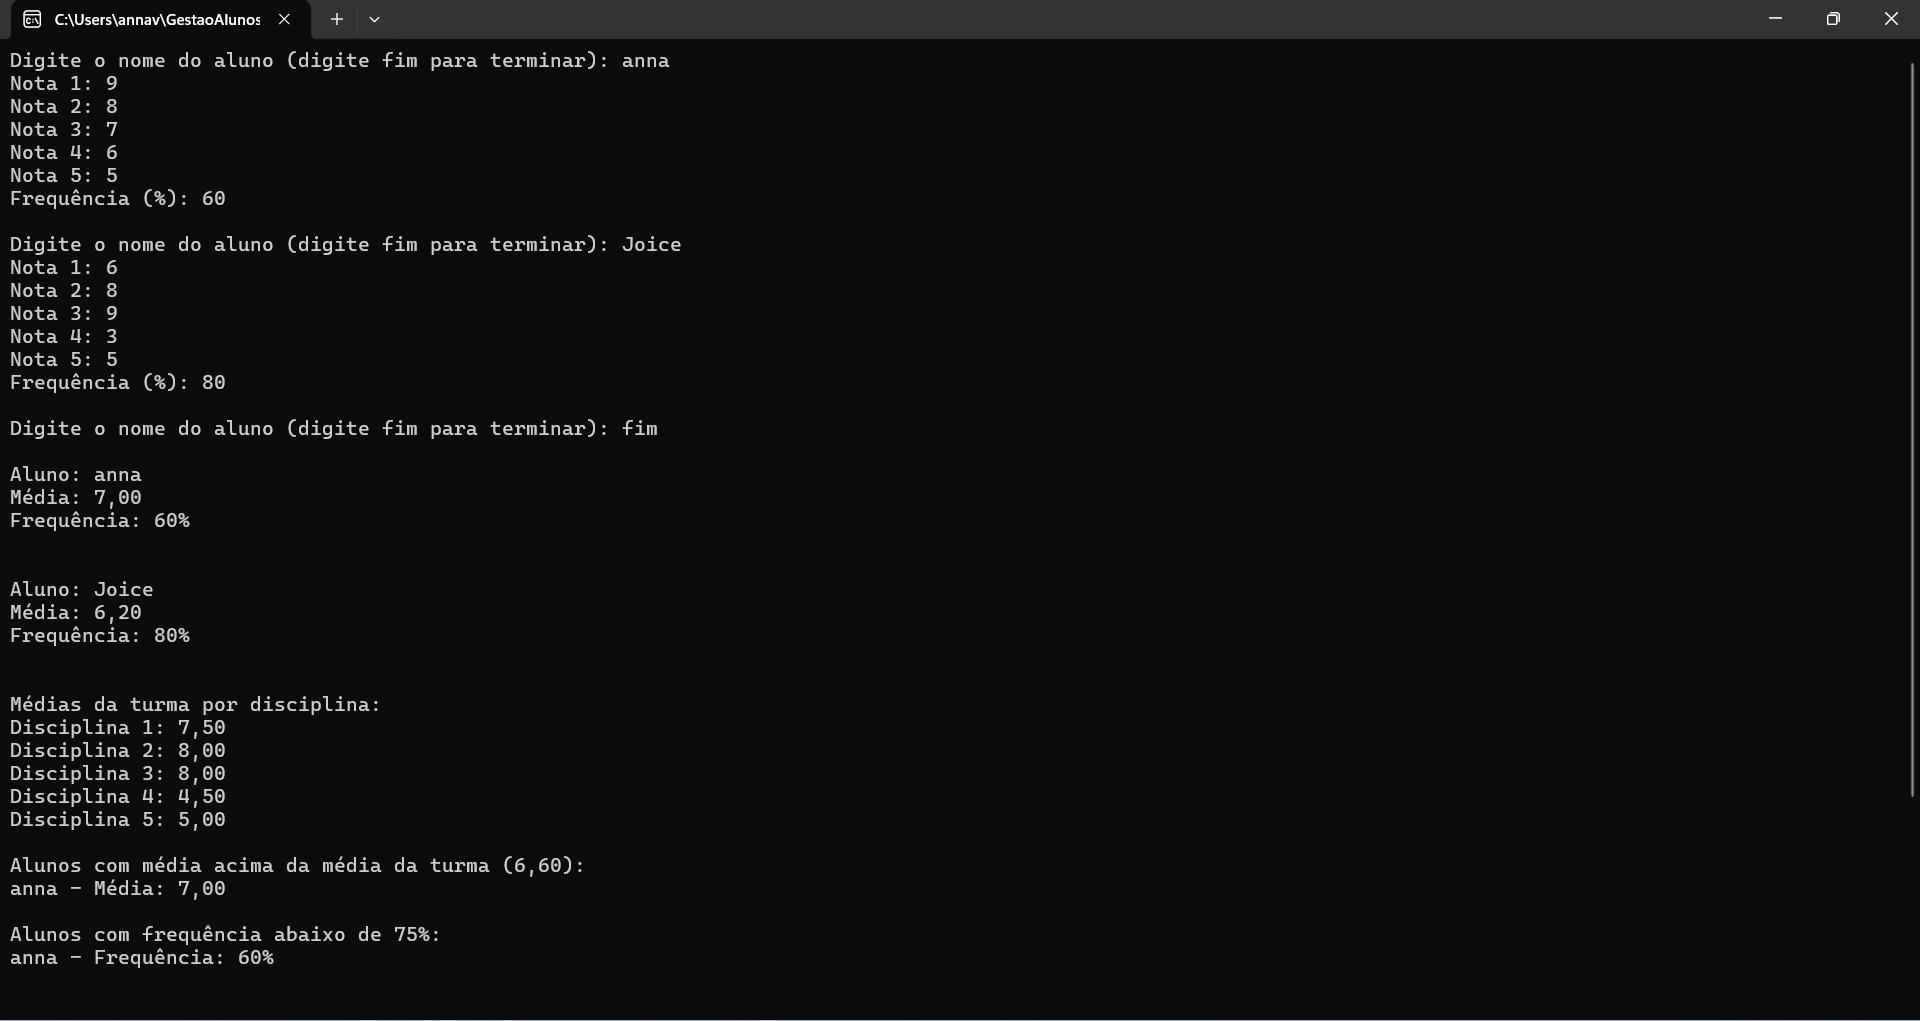 C:\Users\annav\GestaoAlunos
Digite o nome do aluno (digite fim para terminar): anna
Nota 1: 9
Nota 2: 8
Nota 3: 7
Nota 4: 6
Nota 5: 5
Frequência (%): 60
Digite o nome do aluno (digite fim para terminar): Joice
Nota 1: 6
Nota 2: 8
Nota 3: 9
Nota 4: 3
Nota 5: 5
Frequência (%): 80
Digite o nome do aluno (digite fim para terminar): fim
Aluno: anna
Média: 7,00
Frequência: 60%
Aluno: Joice
Média: 6,20
Frequência: 80%
Médias da turma por disciplina:
Disciplina 1: 7,50
Disciplina 2: 8,00
Disciplina 3: 8,00
Disciplina 4: 4,50
Disciplina 5: 5,00
Alunos com média acima da média da turma (6,60):
anna - Média: 7,00
Alunos com frequência abaixo de 75%:
anna - Frequência: 60%